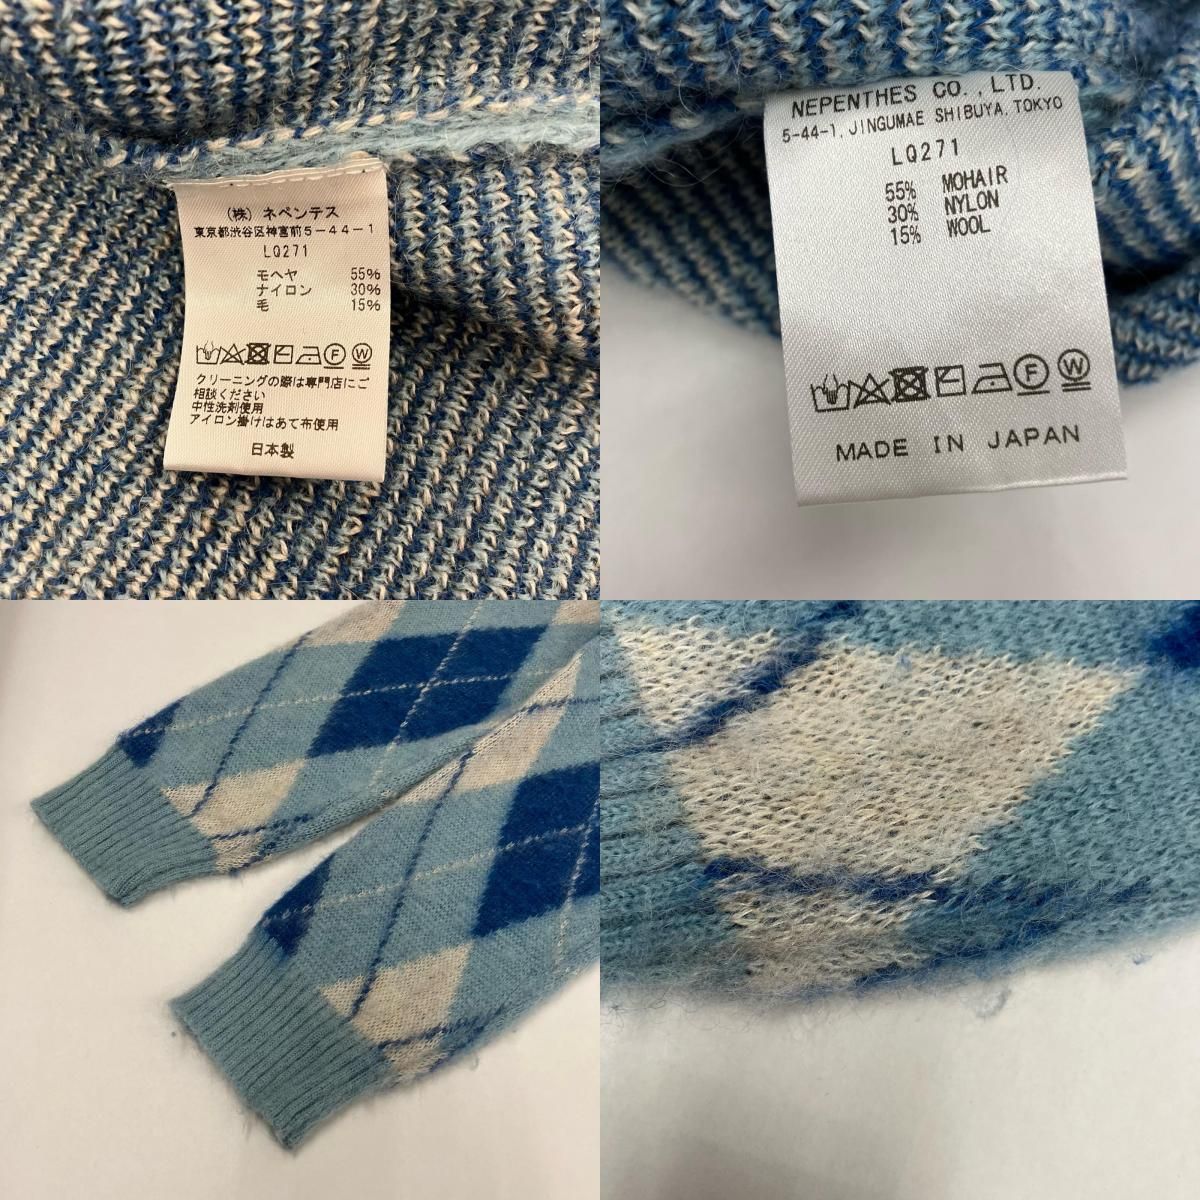 (株) ネペンテス
東京都渋谷区神宮前5-44-1
LQ271
モヘヤ 55%
ナイロン 30%
毛 15%
F W
クリーニングの際は専門店にご
相談ください
中性洗剤使用
アイロン掛けはあて布使用
日本製
NEPENTHES CO., LTD.
5-44-1, JINGUMAE SHIBUYA, TOKYO
LQ271
55% MOHAIR
30% NYLON
15% WOOL
F W
MADE IN JAPAN